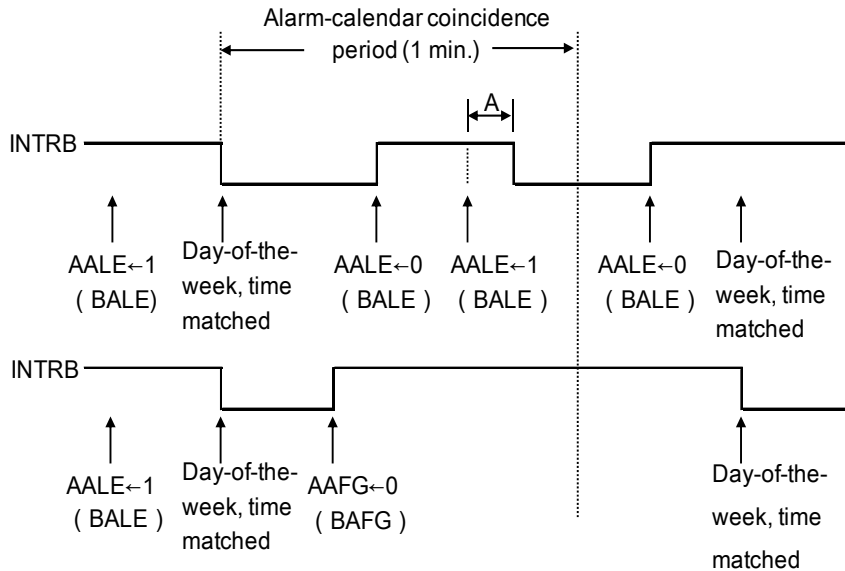 Alarm-calendar coincidence
period (1 min.)
A
INTRB
AALE←1
( BALE)
Day-of-the-
week, time
matched
AALE←0
( BALE )
AALE←1
( BALE )
AALE←0
( BALE )
Day-of-the-
week, time
matched
INTRB
AALE←1
( BALE )
Day-of-the-
week, time
matched
AAFG←0
( BAFG )
Day-of-the-
week, time
matched